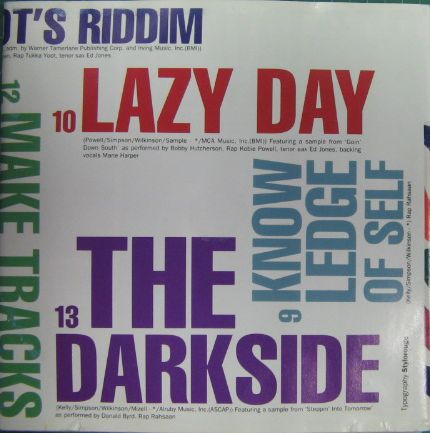 OT'S RIDDIM
by Warner Tamerlane Publishing Corp. and Irving Music, Inc.(BMI))
Rap Tukka Yoot, tenor sax Ed Jones.
10 LAZY DAY
(Powell/Simpson/Wilkinson/Sample - */MCA Music, Inc.(BMI)) Featuring a sample from 'Goin'
Down South' as performed by Bobby Hutcherson. Rap Kobie Powell, tenor sax Ed Jones, backing
vocals Marie Harper
12 MAKE TRACKS
9 KNOW
LEDGE
OF SELF
(Kelly/Simpson/Wilkinson - *) Rap Rahsaan
13 THE
DARKSIDE
(Kelly/Simpson/Wilkinson/Mizell - */Alruby Music, Inc.(ASCAP)) Featuring a sample from 'Steppin' Into Tomorrow'
as performed by Donald Byrd. Rap Rahsaan
Typography Stylorouge